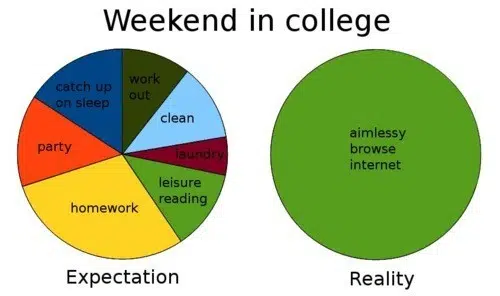 Weekend in college
catch up
on sleep
work
out
clean
laundry
leisure
reading
homework
party
Expectation
aimlessy
browse
internet
Reality